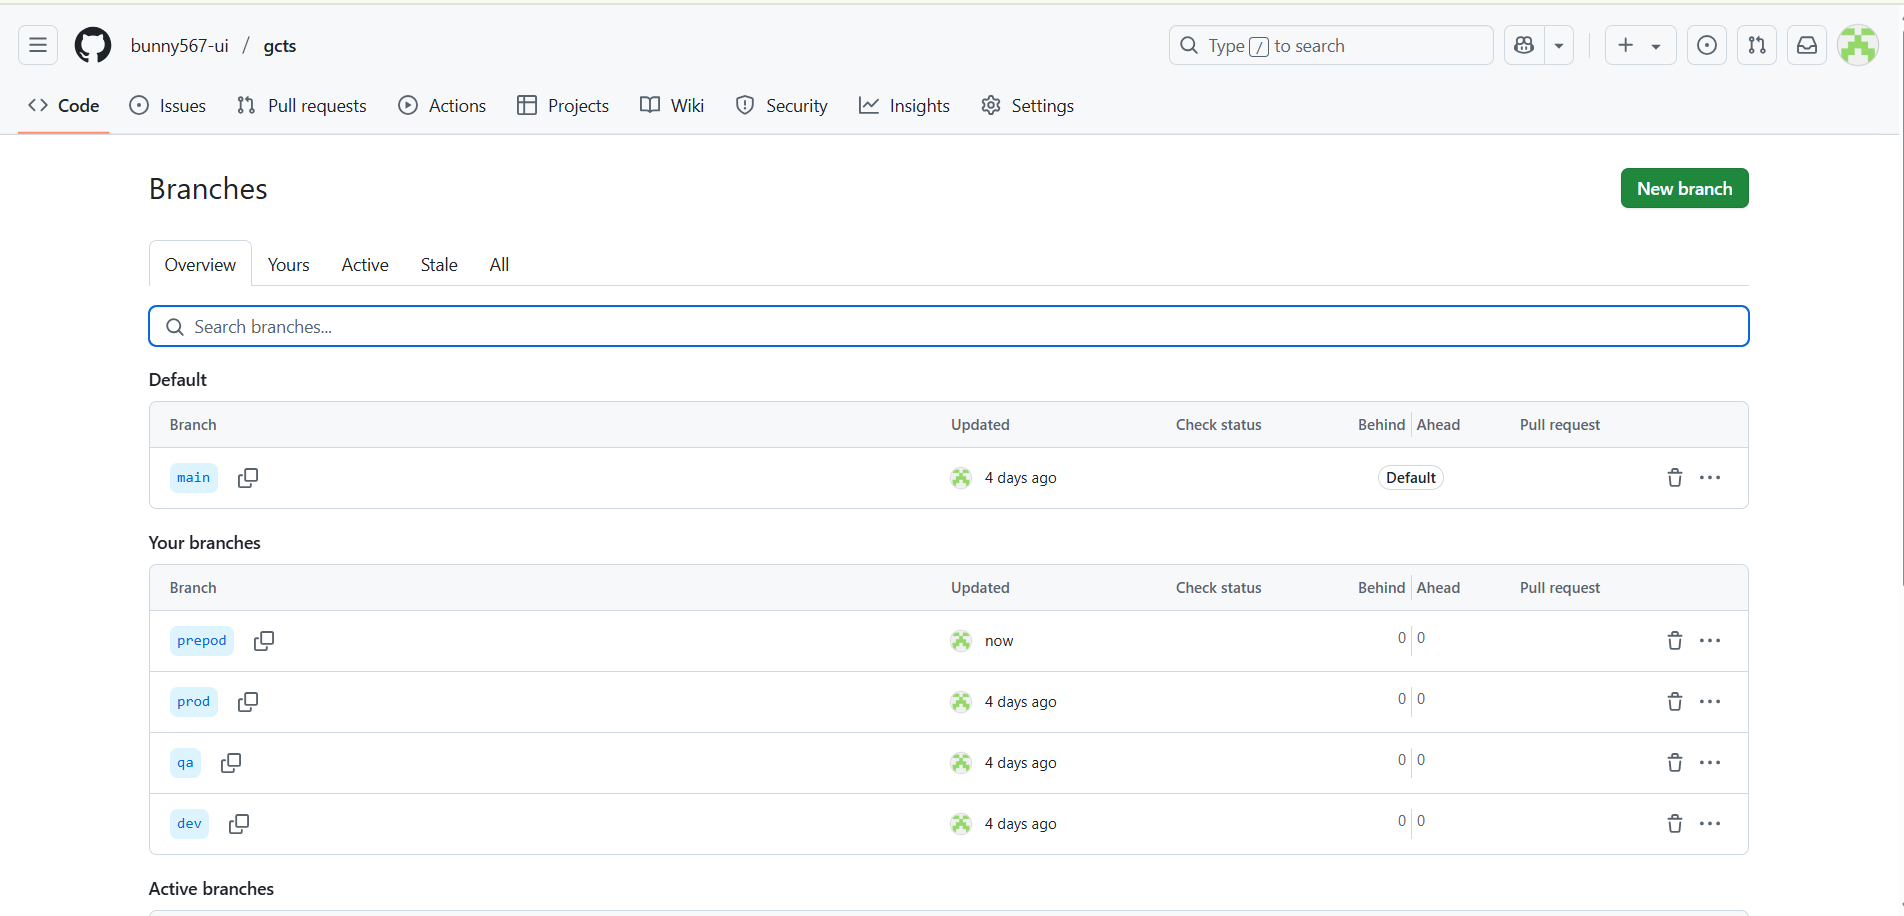 bunny567-ui / gcts
Type / to search
Code Issues Pull requests Actions Projects Wiki Security Insights Settings
Branches
New branch
Overview Yours Active Stale All
Search branches...
Default
Branch Updated Check status Behind Ahead Pull request
main 4 days ago Default
Your branches
Branch Updated Check status Behind Ahead Pull request
prepod now 0 0
prod 4 days ago 0 0
qa 4 days ago 0 0
dev 4 days ago 0 0
Active branches